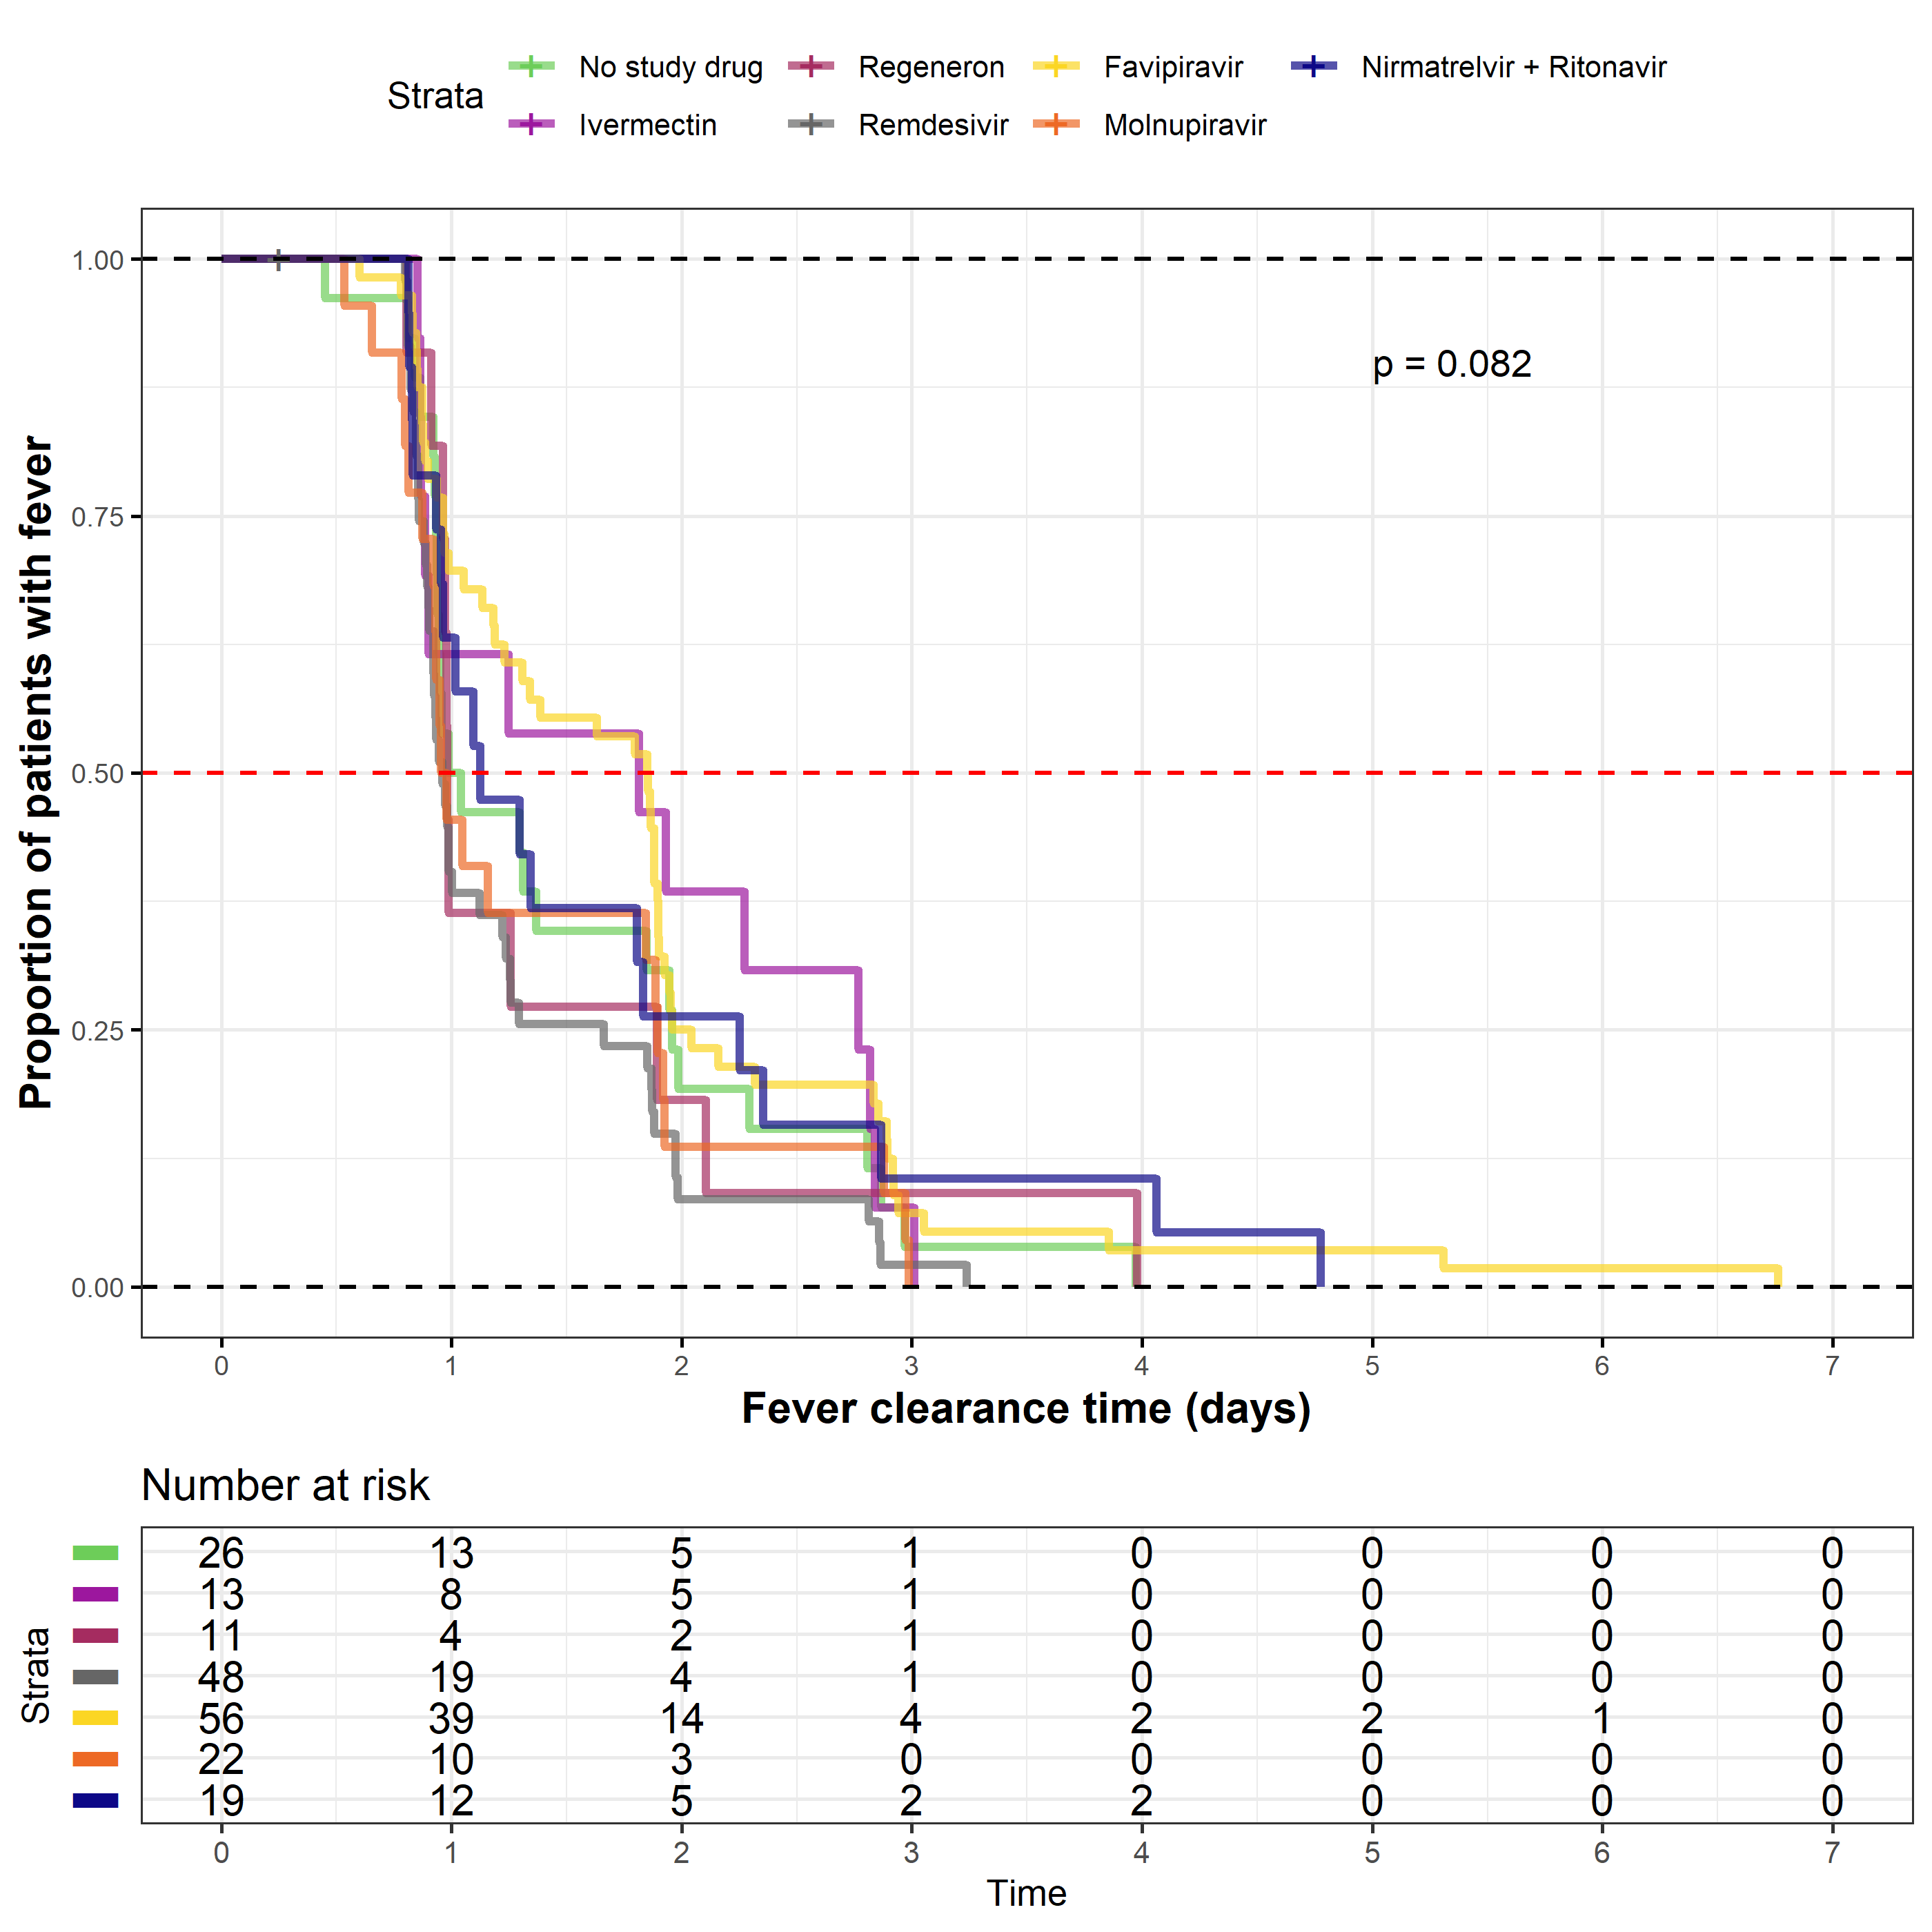 Strata
No study drug
Regeneron
Favipiravir
Nirmatrelvir + Ritonavir
Ivermectin
Remdesivir
Molnupiravir
Proportion of patients with fever
1.00
0.75
0.50
0.25
0.00
p = 0.082
0 1 2 3 4 5 6 7
Fever clearance time (days)
Number at risk
Strata
26 13 5 1 0 0 0 0
13 8 5 1 0 0 0 0
11 4 2 1 0 0 0 0
48 19 4 1 0 0 0 0
56 39 14 4 2 2 1 0
22 10 3 0 0 0 0 0
19 12 5 2 2 0 0 0
0 1 2 3 4 5 6 7
Time